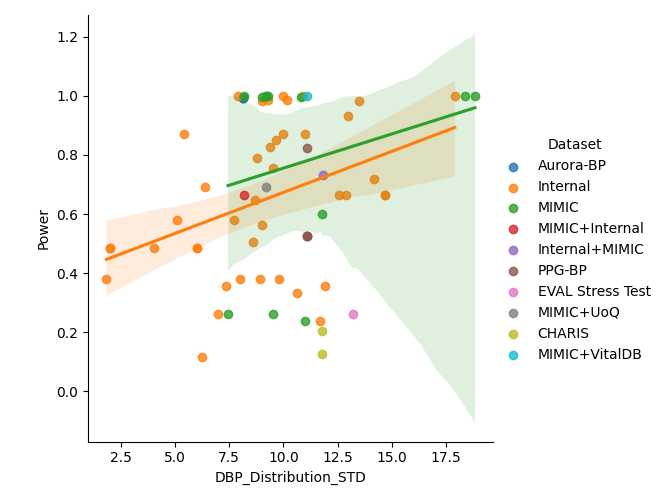 1.2
1.0
0.8
0.6
0.4
0.2
0.0
Power
2.5 5.0 7.5 10.0 12.5 15.0 17.5
DBP_Distribution_STD
Dataset
Aurora-BP
Internal
MIMIC
MIMIC+Internal
Internal+MIMIC
PPG-BP
EVAL Stress Test
MIMIC+UoQ
CHARIS
MIMIC+VitalDB